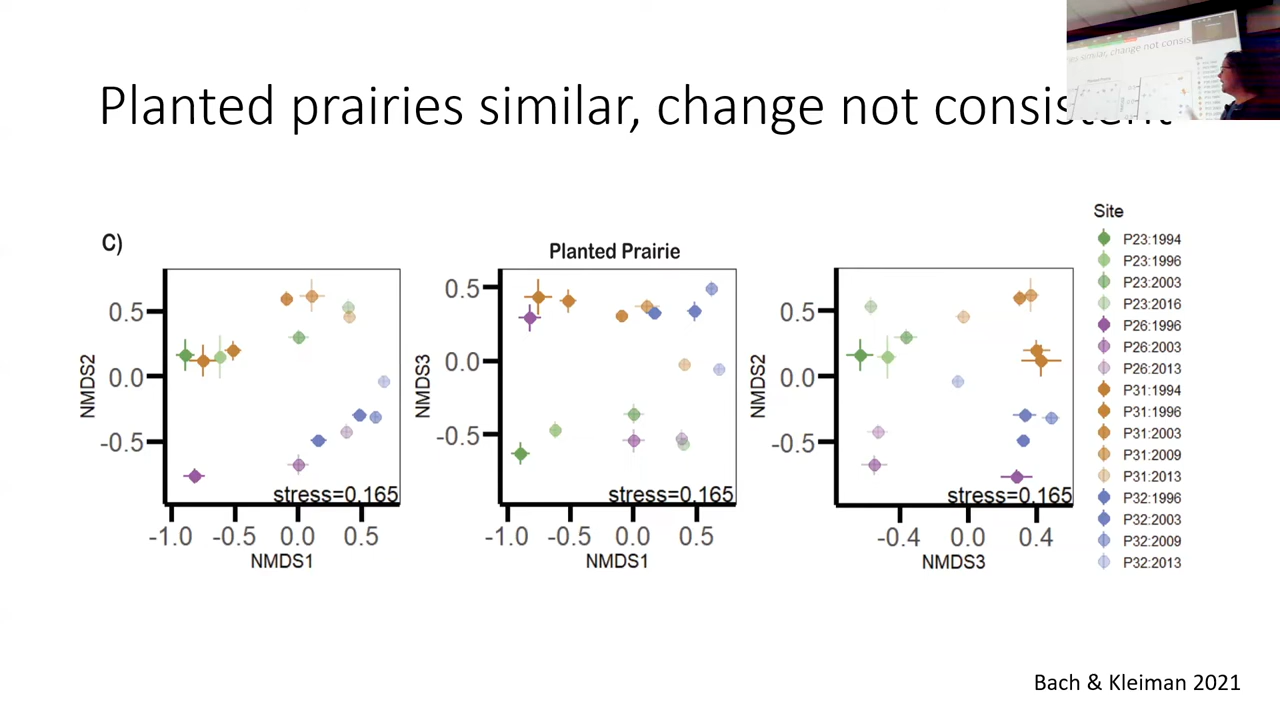 Planted prairies similar, change not consistent
C)
Planted Prairie
0.5
0.0
-0.5
NMDS2
stress=0.165
-1.0 -0.5 0.0 0.5
NMDS1
0.5
0.0
-0.5
NMDS3
stress=0.165
-1.0 -0.5 0.0 0.5
NMDS1
0.5
0.0
-0.5
NMDS2
stress=0.165
-0.4 0.0 0.4
NMDS3
Site
P23:1994
P23:1996
P23:2003
P23:2016
P26:1996
P26:2003
P26:2013
P31:1994
P31:1996
P31:2003
P31:2009
P31:2013
P32:1996
P32:2003
P32:2009
P32:2013
Bach & Kleiman 2021
es similar, change not consis